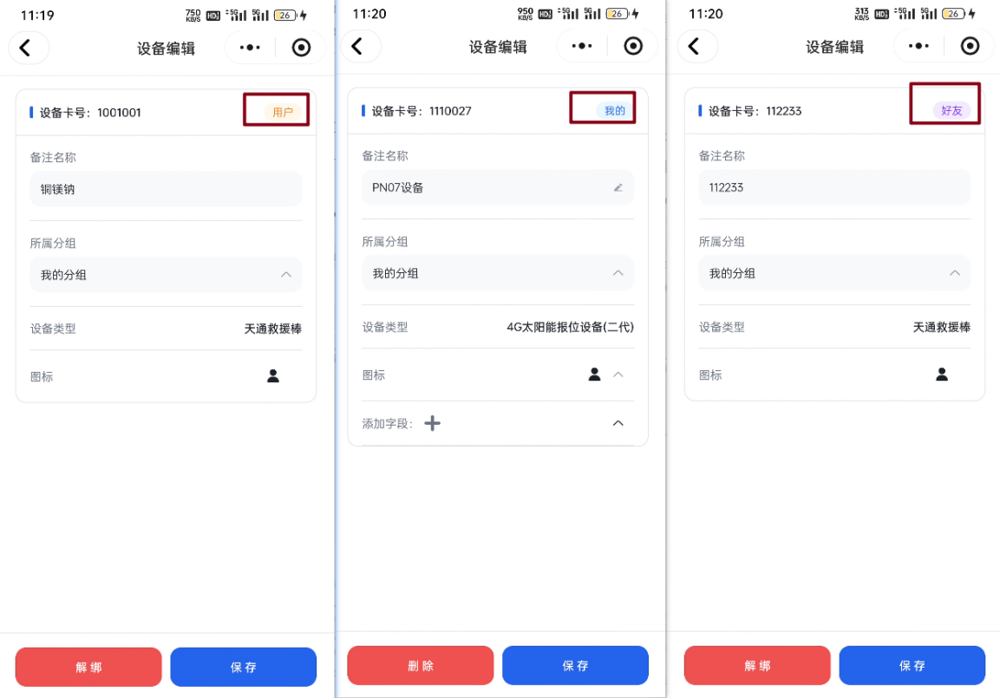 11:19
750 KB/S HD 5G 5G 26
设备编辑
设备卡号：1001001
用户
备注名称
铜镁钠
所属分组
我的分组
设备类型
天通救援棒
图标
解绑
保存
11:20
950 KB/S HD 5G 5G 26
设备编辑
设备卡号：1110027
我的
备注名称
PN07设备
所属分组
我的分组
设备类型
4G太阳能报位设备(二代)
图标
添加字段：
删除
保存
11:20
313 KB/S HD 5G 5G 26
设备编辑
设备卡号：112233
好友
备注名称
112233
所属分组
我的分组
设备类型
天通救援棒
图标
解绑
保存